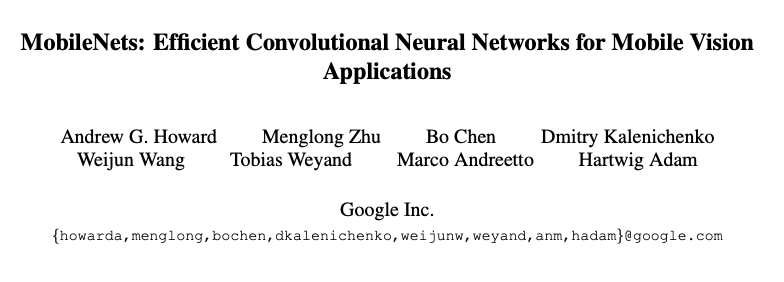 MobileNets: Efficient Convolutional Neural Networks for Mobile Vision
Applications
Andrew G. Howard Menglong Zhu Bo Chen Dmitry Kalenichenko
Weijun Wang Tobias Weyand Marco Andreetto Hartwig Adam
Google Inc.
{howarda,menglong,bochen,dkalenichenko,weijunw,weyand,anm,hadam}@google.com